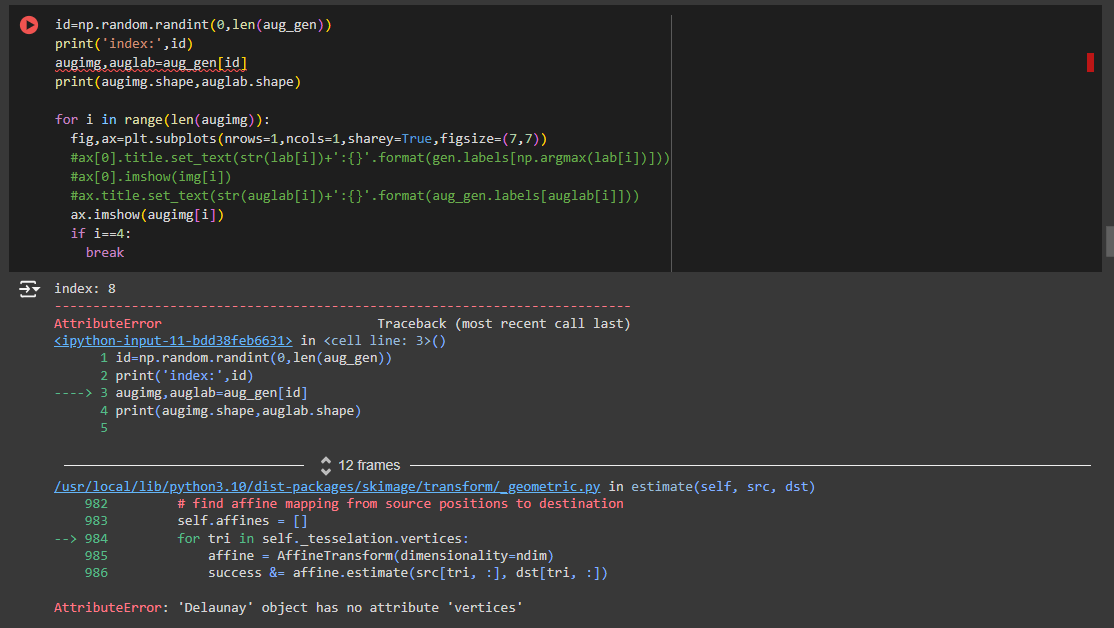 id=np.random.randint(0,len(aug_gen))
print('index:',id)
augimg,auglab=aug_gen[id]
print(augimg.shape,auglab.shape)
for i in range(len(augimg)):
  fig,ax=plt.subplots(nrows=1,ncols=1,sharey=True,figsize=(7,7))
  #ax[0].title.set_text(str(lab[i])+':{}'.format(gen.labels[np.argmax(lab[i])]))
  #ax[0].imshow(img[i])
  #ax.title.set_text(str(auglab[i])+':{}'.format(aug_gen.labels[auglab[i]]))
  ax.imshow(augimg[i])
  if i==4:
    break
index: 8
---------------------------------------------------------------------------
AttributeError                            Traceback (most recent call last)
<ipython-input-11-bdd38feb6631> in <cell line: 3>()
      1 id=np.random.randint(0,len(aug_gen))
      2 print('index:',id)
----> 3 augimg,auglab=aug_gen[id]
      4 print(augimg.shape,auglab.shape)
      5
12 frames
/usr/local/lib/python3.10/dist-packages/skimage/transform/_geometric.py in estimate(self, src, dst)
    982         # find affine mapping from source positions to destination
    983         self.affines = []
--> 984         for tri in self._tesselation.vertices:
    985             affine = AffineTransform(dimensionality=ndim)
    986             success &= affine.estimate(src[tri, :], dst[tri, :])
AttributeError: 'Delaunay' object has no attribute 'vertices'